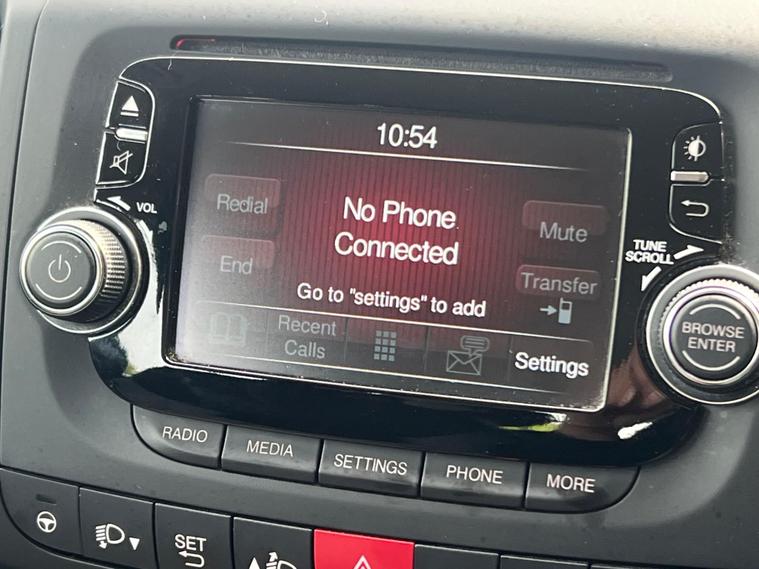 10:54
VOL
Redial
No Phone
Connected
Mute
End
Transfer
Go to "settings" to add
Recent
Calls
Settings
TUNE
SCROLL
BROWSE
ENTER
RADIO
MEDIA
SETTINGS
PHONE
MORE
SET